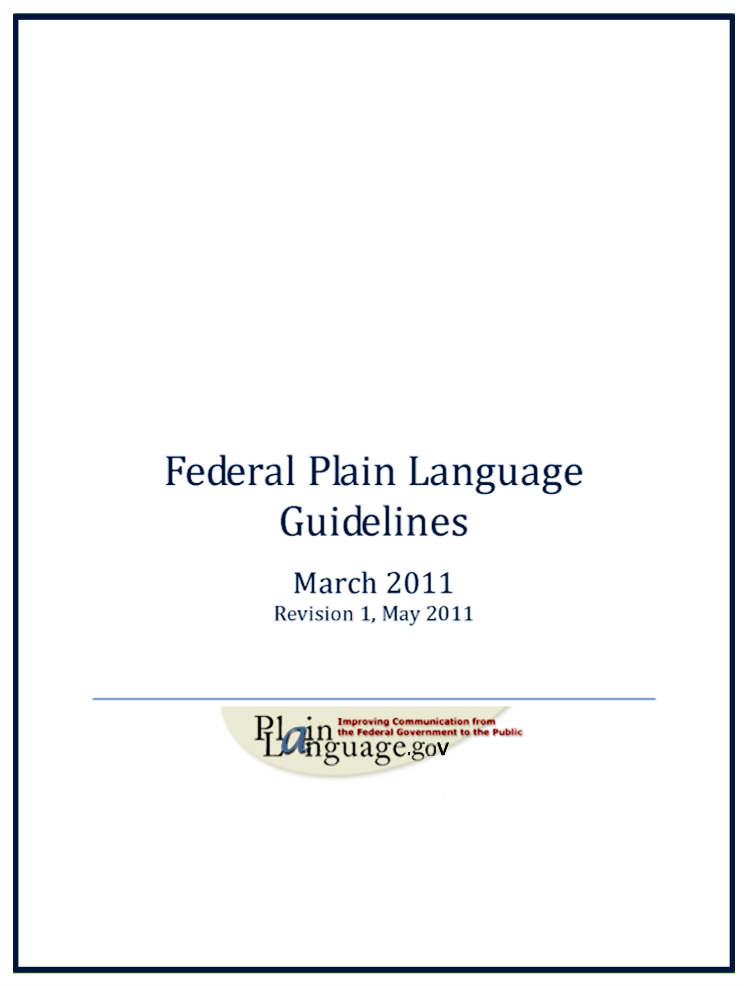 Federal Plain Language
Guidelines
March 2011
Revision 1, May 2011
Plain
Language.gov
Improving Communication from
the Federal Government to the Public